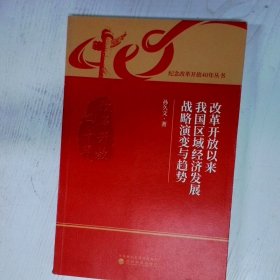 纪念改革开放40年丛书
改革开放以来
我国区域经济发展
战略演变与趋势
孙久文·著